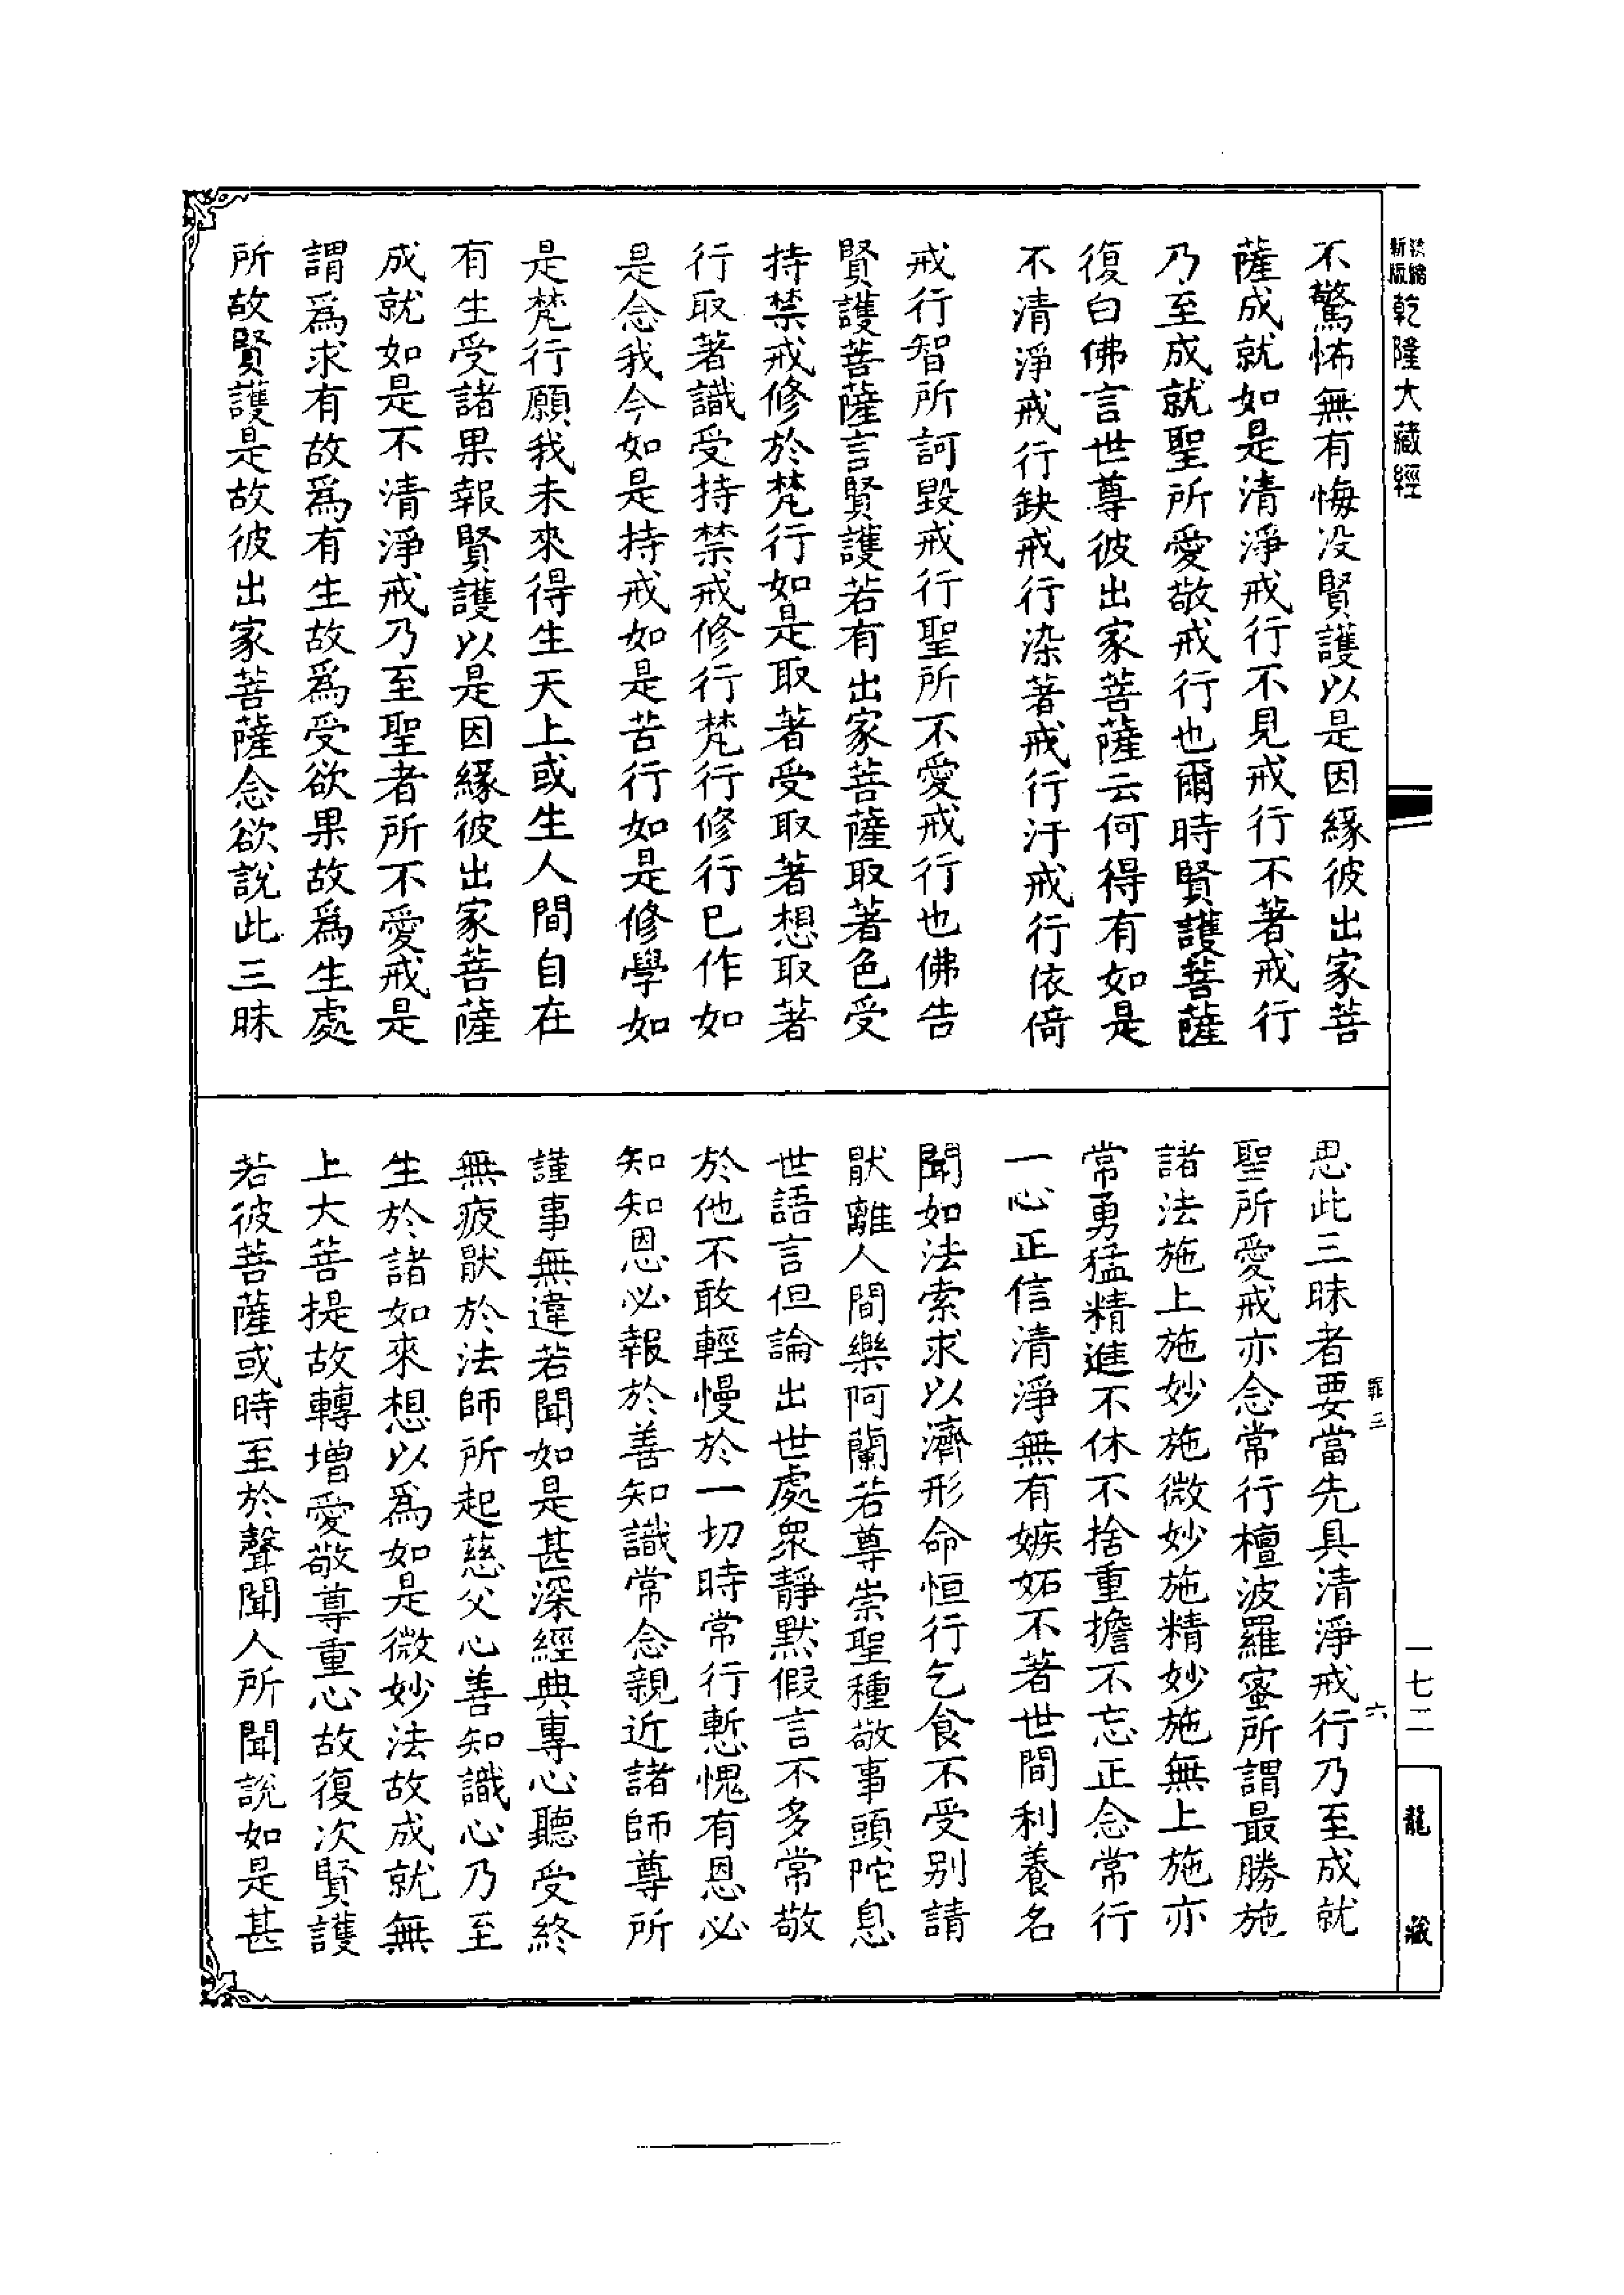 乾隆大藏經
不驚怖無有悔没賢護以是因緣彼出家菩
薩成就如是清淨戒行不見戒行不著戒行
乃至成就聖所愛敬戒行也爾時賢護菩薩
復白佛言世尊彼出家菩薩云何得有如是
不清淨戒行缺戒行染著戒行汙戒行依倚
戒行智所訶毀戒行聖所不愛戒行也佛告
賢護菩薩言賢護若有出家菩薩取著色受
持禁戒修於梵行如是取著受取著想取著
行取著識受持禁戒修行梵行修行已作如
是念我今如是持戒如是苦行如是修學如
是梵行願我未來得生天上或生人間自在
有生受諸果報賢護以是因緣彼出家菩薩
成就如是不清淨戒乃至聖者所不愛戒是
謂爲求有故爲有生故爲受欲果故爲生處
所故賢護是故彼出家菩薩念欲說此三昧
思此三昧者要當先具清淨戒行乃至成就
聖所愛戒亦念常行檀波羅蜜所謂最勝施
諸法施上施妙施微妙施精妙施無上施亦
常勇猛精進不休不捨重擔不忘正念常行
一心正信清淨無有嫉妬不著世間利養名
聞如法索求以濟形命恒行乞食不受别請
猒離人間樂阿蘭若尊崇聖種敬事頭陀息
世語言但論出世處衆靜默假言不多常敬
於他不敢輕慢於一切時常行慙愧有恩必
知知恩必報於善知識常念親近諸師尊所
謹事無違若聞如是甚深經典專心聽受終
無疲猒於法師所起慈父心善知識心乃至
生於諸如來想以爲如是微妙法故成就無
上大菩提故轉增愛敬尊重心故復次賢護
若彼菩薩或時至於聲聞人所聞說如是甚
六
一七二
龍藏